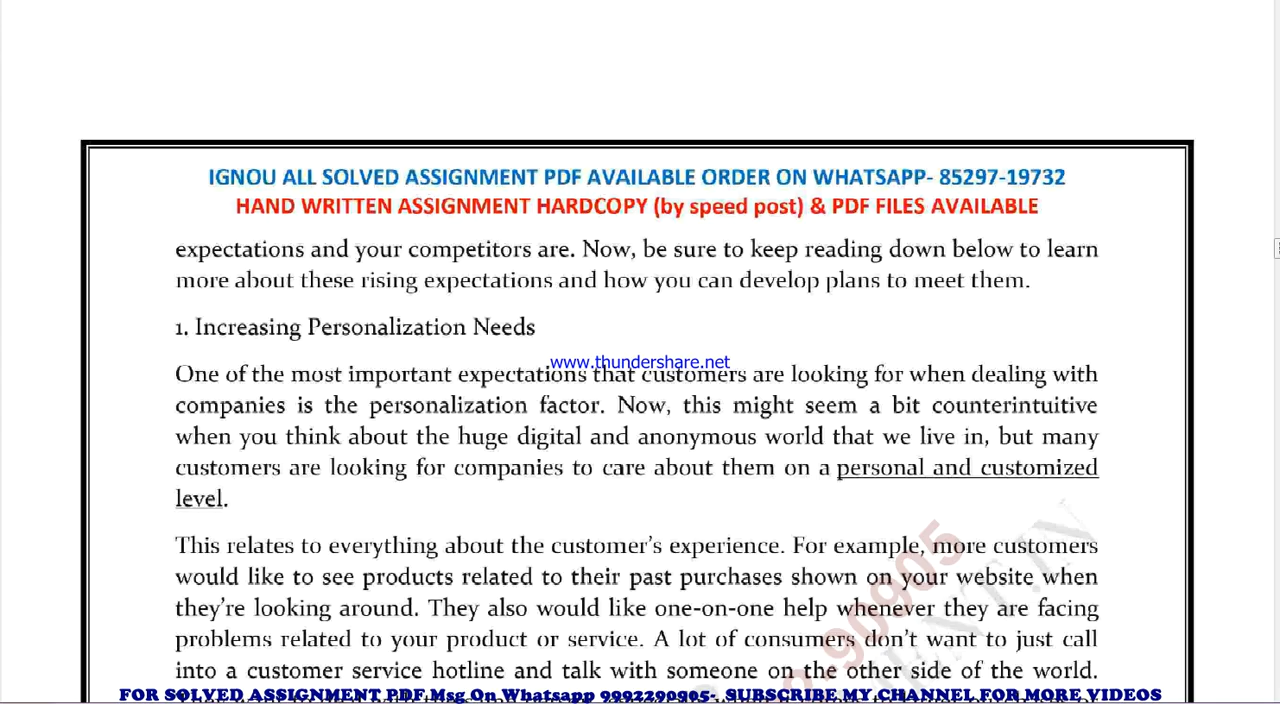 IGNOU ALL SOLVED ASSIGNMENT PDF AVAILABLE ORDER ON WHATSAPP- 85297-19732
HAND WRITTEN ASSIGNMENT HARDCOPY (by speed post) & PDF FILES AVAILABLE
expectations and your competitors are. Now, be sure to keep reading down below to learn
more about these rising expectations and how you can develop plans to meet them.
1. Increasing Personalization Needs
www.thundershare.net
One of the most important expectations that customers are looking for when dealing with
companies is the personalization factor. Now, this might seem a bit counterintuitive
when you think about the huge digital and anonymous world that we live in, but many
customers are looking for companies to care about them on a personal and customized
level.
This relates to everything about the customer's experience. For example, more customers
would like to see products related to their past purchases shown on your website when
they're looking around. They also would like one-on-one help whenever they are facing
problems related to your product or service. A lot of consumers don't want to just call
into a customer service hotline and talk with someone on the other side of the world.
FOR SOLVED ASSIGNMENT PDF Msg On Whatsapp 9992290905-, SUBSCRIBE MY CHANNEL FOR MORE VIDEOS